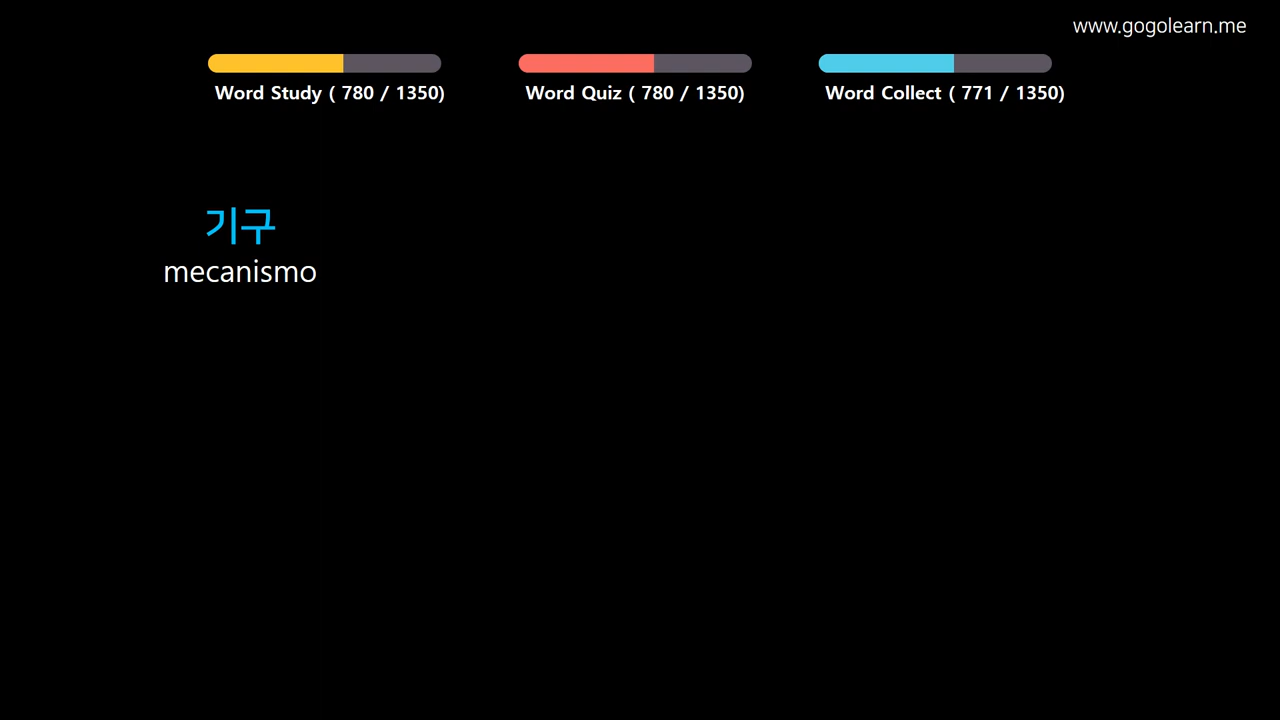 www.gogolearn.me
Word Study ( 780 / 1350)
Word Quiz ( 780 / 1350)
Word Collect ( 771 / 1350)
기구
mecanismo